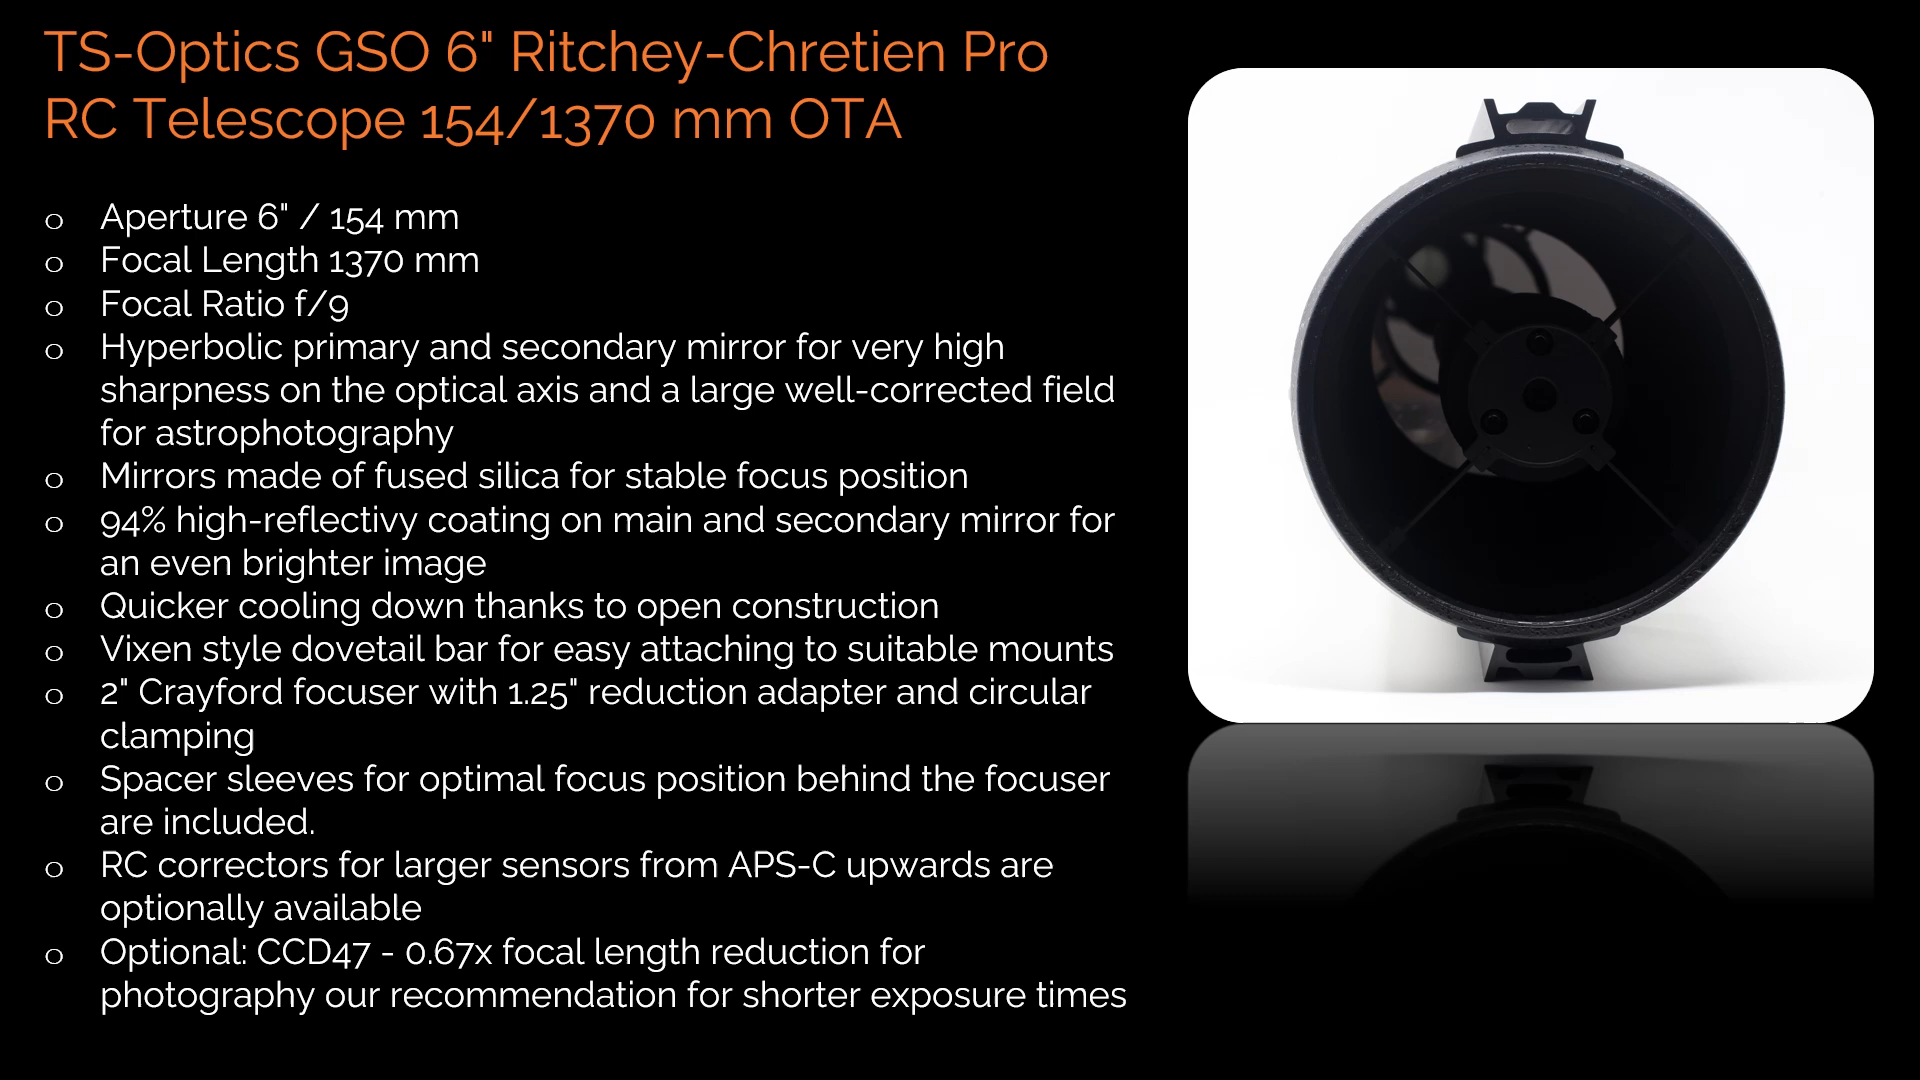 TS-Optics GSO 6" Ritchey-Chretien Pro
RC Telescope 154/1370 mm OTA
o Aperture 6" / 154 mm
o Focal Length 1370 mm
o Focal Ratio f/9
o Hyperbolic primary and secondary mirror for very high
sharpness on the optical axis and a large well-corrected field
for astrophotography
o Mirrors made of fused silica for stable focus position
o 94% high-reflectivy coating on main and secondary mirror for
an even brighter image
o Quicker cooling down thanks to open construction
o Vixen style dovetail bar for easy attaching to suitable mounts
o 2" Crayford focuser with 1.25" reduction adapter and circular
clamping
o Spacer sleeves for optimal focus position behind the focuser
are included.
o RC correctors for larger sensors from APS-C upwards are
optionally available
o Optional: CCD47 - 0.67x focal length reduction for
photography our recommendation for shorter exposure times